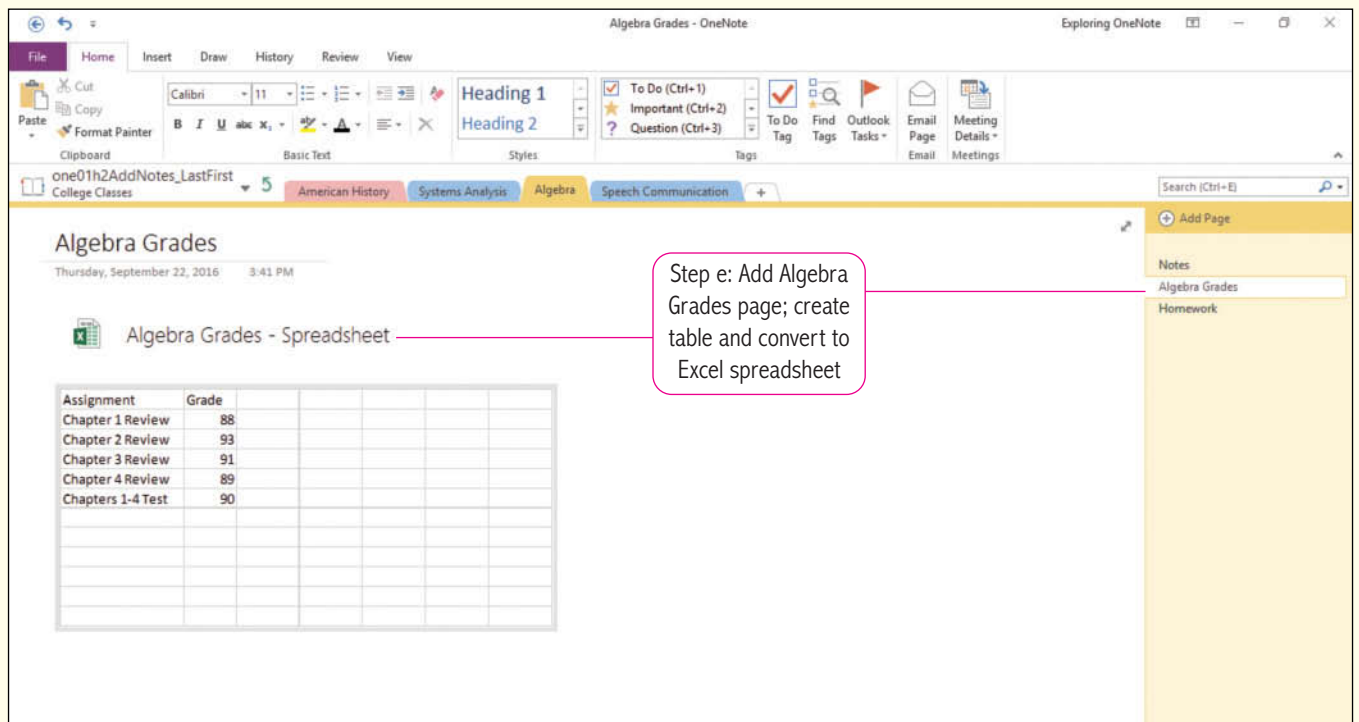 Algebra Grades - OneNote
Exploring OneNote
File Home Insert Draw History Review View
Paste
Cut
Copy
Format Painter
Clipboard
Calibri 11
B I U abc x₂ A
Basic Text
Heading 1
Heading 2
Styles
To Do (Ctrl+1)
Important (Ctrl+2)
Question (Ctrl+3)
To Do Tag
Find Tags
Outlook Tasks
Tags
Email Page
Email
Meeting Details
Meetings
one01h2AddNotes_LastFirst
College Classes
American History Systems Analysis Algebra Speech Communication +
Search (Ctrl+E)
Add Page
Notes
Algebra Grades
Homework
Algebra Grades
Thursday, September 22, 2016 3:41 PM
Algebra Grades - Spreadsheet
Assignment Grade
Chapter 1 Review 88
Chapter 2 Review 93
Chapter 3 Review 91
Chapter 4 Review 89
Chapters 1-4 Test 90
Step e: Add Algebra
Grades page; create
table and convert to
Excel spreadsheet